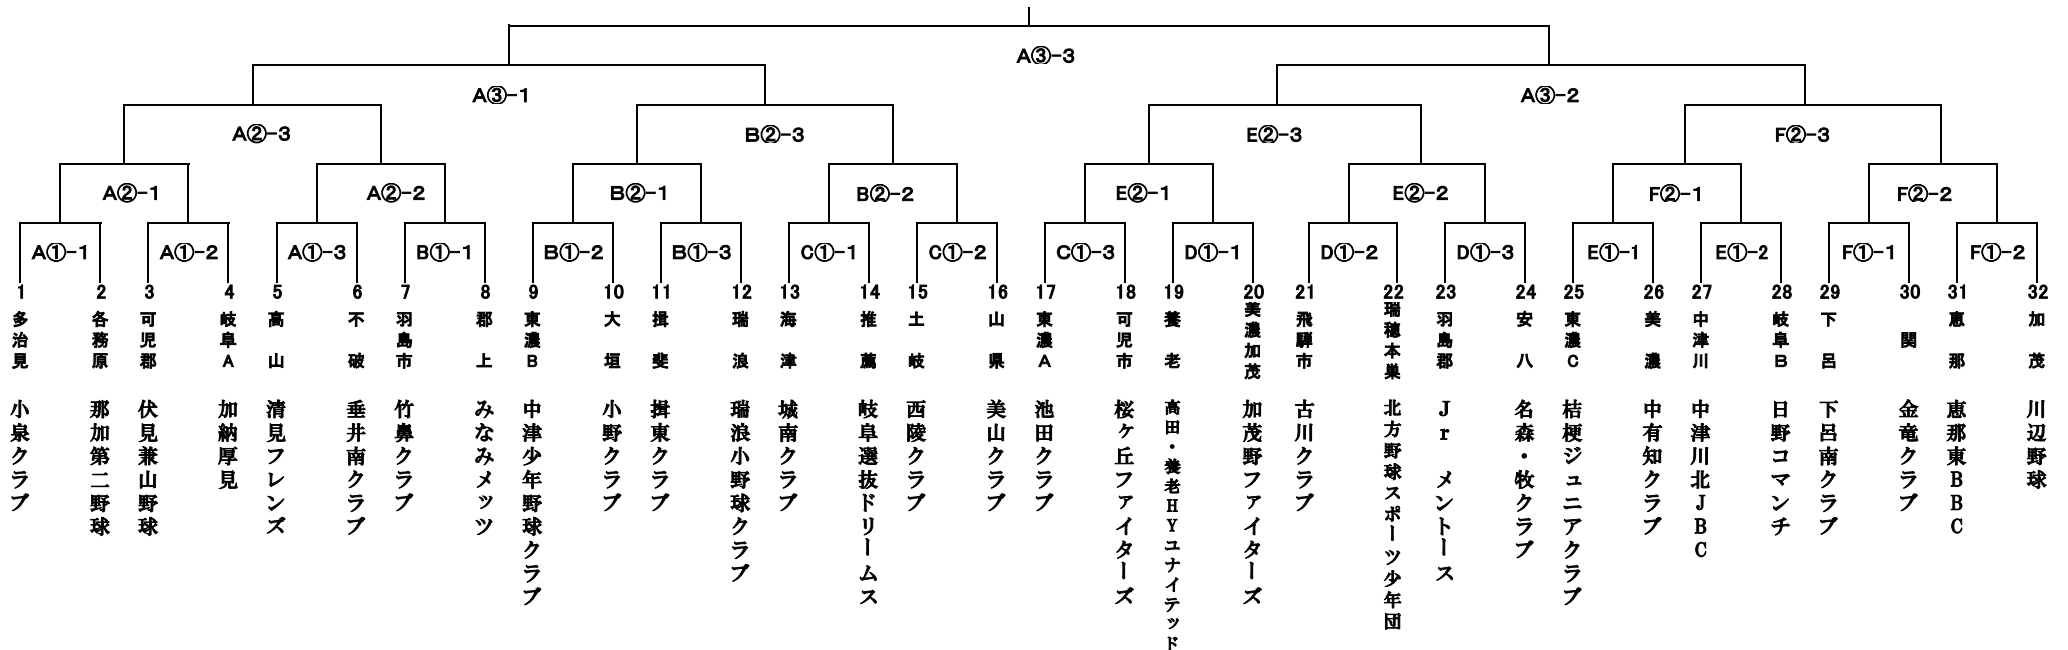 A③-3
A③-1
A③-2
A②-3
B②-3
E②-3
F②-3
A②-1
A②-2
B②-1
B②-2
E②-1
E②-2
F②-1
F②-2
A①-1
A①-2
A①-3
B①-1
B①-2
B①-3
C①-1
C①-2
C①-3
D①-1
D①-2
D①-3
E①-1
E①-2
F①-1
F①-2
1
多治見
小泉クラブ
2
各務原
那加第二野球
3
可児郡
伏見兼山野球
4
岐阜A
加納厚見
5
高山
清見フレンズ
6
不破
垂井南クラブ
7
羽島市
竹鼻クラブ
8
郡上
みなみメッツ
9
東濃B
中津少年野球クラブ
10
大垣
小野クラブ
11
揖斐
揖東クラブ
12
瑞浪
瑞浪小野球クラブ
13
海津
城南クラブ
14
推薦
岐阜選抜ドリームス
15
土岐
西陵クラブ
16
山県
美山クラブ
17
東濃A
池田クラブ
18
可児市
桜ケ丘ファイターズ
19
養老
高田・養老HYユナイテッド
20
美濃加茂
加茂野ファイターズ
21
飛騨市
古川クラブ
22
瑞穂本巣
北方野球スポーツ少年団
23
羽島郡
Jr メントース
24
安八
名森・牧クラブ
25
東濃C
桔梗ジュニアクラブ
26
美濃
中有知クラブ
27
中津川
中津川北JBC
28
岐阜B
日野コマンチ
29
下呂
下呂南クラブ
30
関
金竜クラブ
31
恵那
恵那東BBC
32
加茂
川辺野球